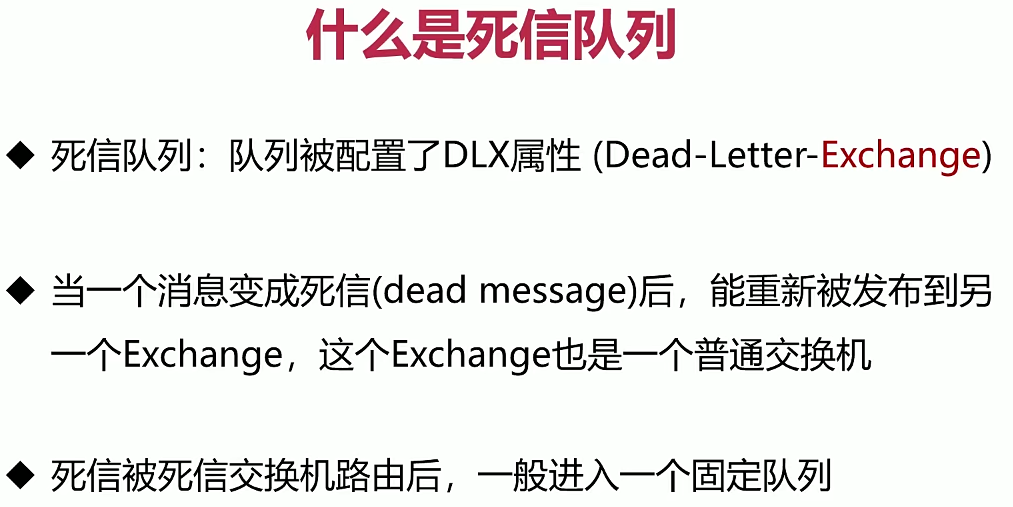 什么是死信队列
◆ 死信队列：队列被配置了DLX属性 (Dead-Letter-Exchange)
◆ 当一个消息变成死信(dead message)后，能重新被发布到另
一个Exchange，这个Exchange也是一个普通交换机
◆ 死信被死信交换机路由后，一般进入一个固定队列